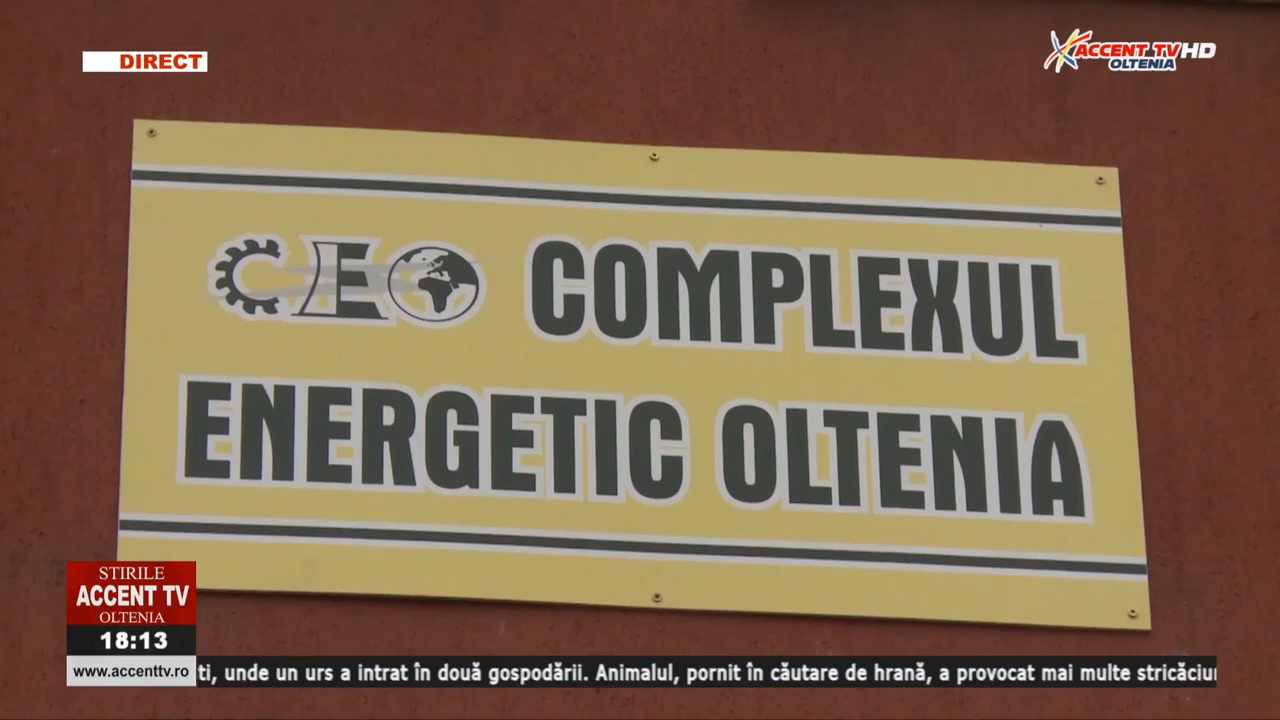 DIRECT
ACCENT TV HD
OLTENIA
CEO COMPLEXUL
ENERGETIC OLTENIA
STIRILE
ACCENT TV
OLTENIA
18:13
www.accenttv.ro
ti, unde un urs a intrat în două gospodării. Animalul, pornit în căutare de hrană, a provocat mai multe